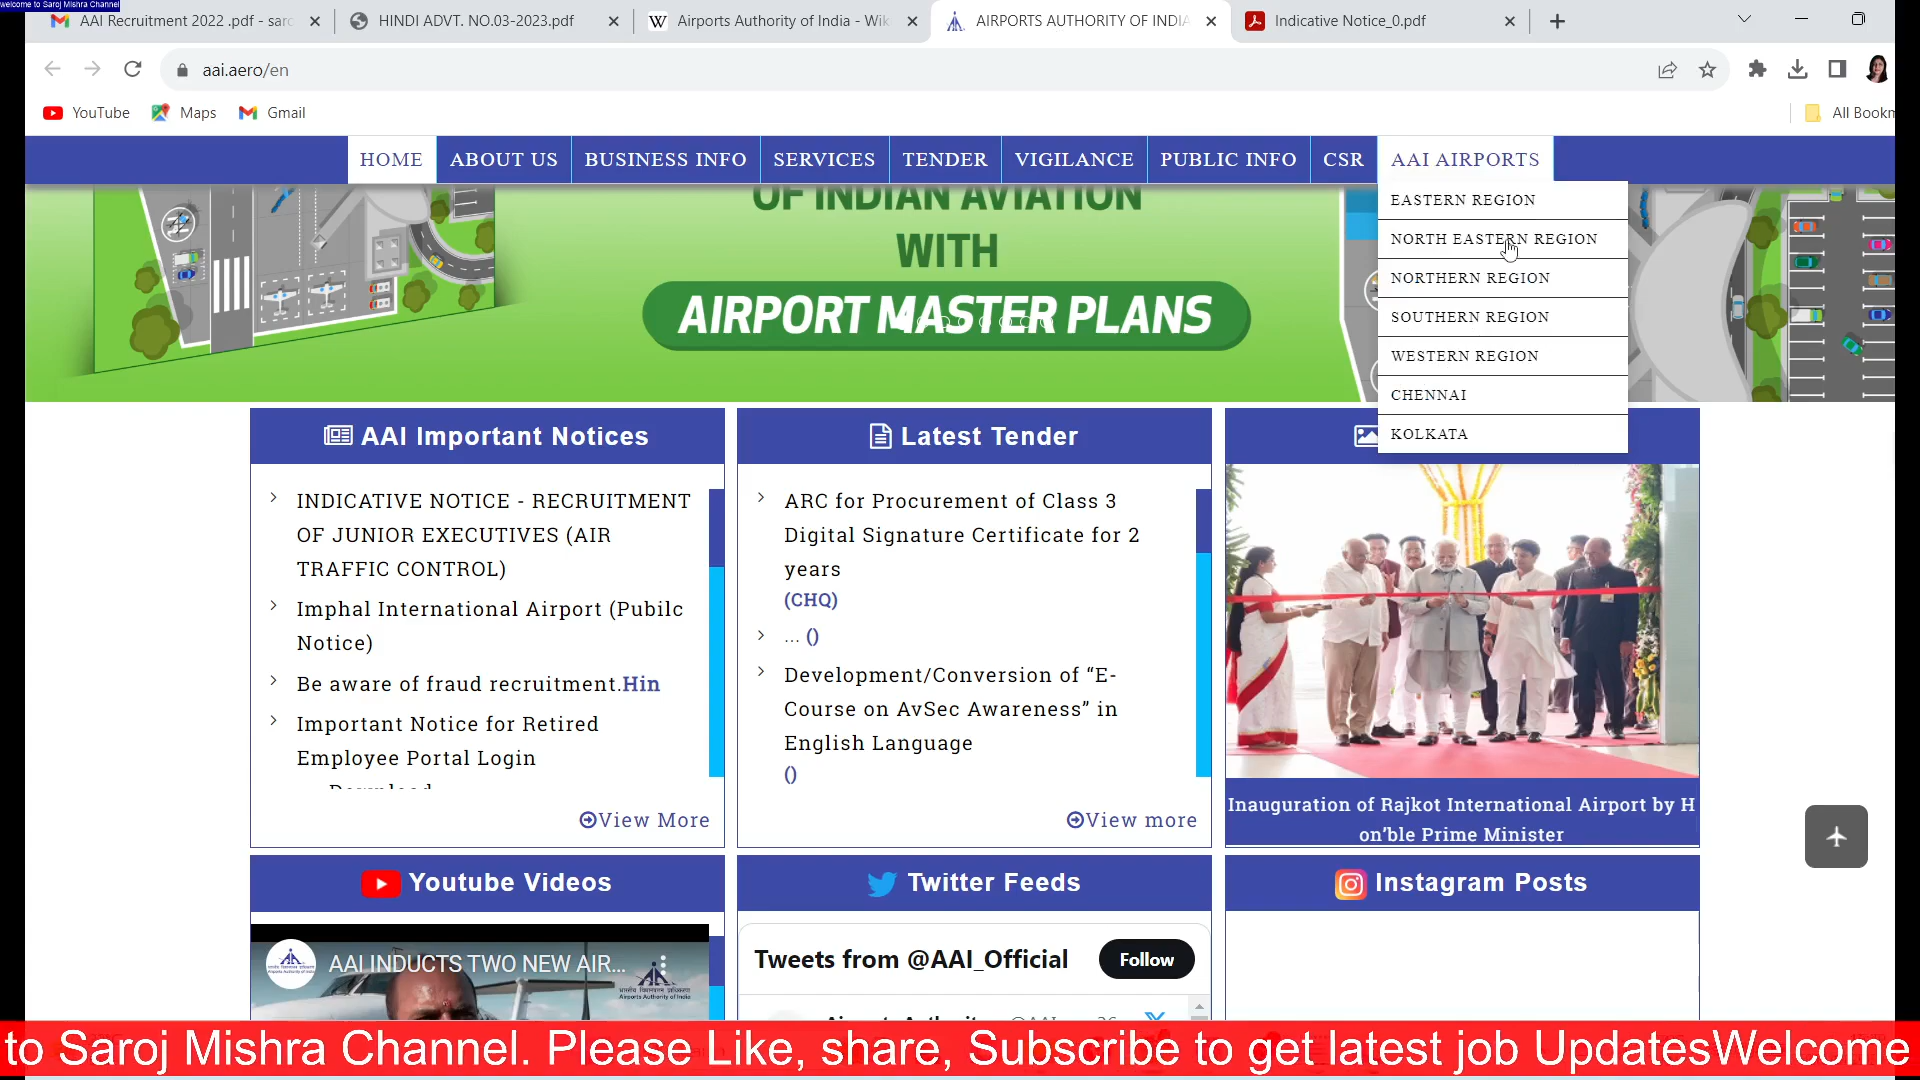 welcome to Saroj Mishra Channel
AAI Recruitment 2022 .pdf - saro
HINDI ADVT. NO.03-2023.pdf
Airports Authority of India - Wik
AIRPORTS AUTHORITY OF INDIA
Indicative Notice_0.pdf
aai.aero/en
YouTube
Maps
Gmail
All Bookm
HOME
ABOUT US
BUSINESS INFO
SERVICES
TENDER
VIGILANCE
PUBLIC INFO
CSR
AAI AIRPORTS
EASTERN REGION
NORTH EASTERN REGION
NORTHERN REGION
SOUTHERN REGION
WESTERN REGION
CHENNAI
KOLKATA
OF INDIAN AVIATION
WITH
AIRPORT MASTER PLANS
AAI Important Notices
INDICATIVE NOTICE - RECRUITMENT
OF JUNIOR EXECUTIVES (AIR
TRAFFIC CONTROL)
Imphal International Airport (Pubilc
Notice)
Be aware of fraud recruitment.Hin
Important Notice for Retired
Employee Portal Login
View More
Latest Tender
ARC for Procurement of Class 3
Digital Signature Certificate for 2
years
(CHQ)
... ()
Development/Conversion of “E-
Course on AvSec Awareness” in
English Language
()
View more
Inauguration of Rajkot International Airport by H
on’ble Prime Minister
Youtube Videos
AAI INDUCTS TWO NEW AIR...
Airports Authority of India
Twitter Feeds
Tweets from @AAI_Official
Follow
Instagram Posts
to Saroj Mishra Channel. Please Like, share, Subscribe to get latest job UpdatesWelcome